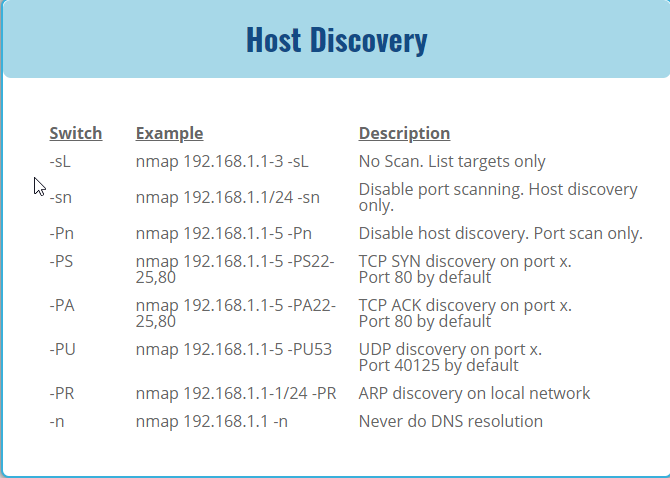 Host Discovery
Switch Example Description
-sL nmap 192.168.1.1-3 -sL No Scan. List targets only
-sn nmap 192.168.1.1/24 -sn Disable port scanning. Host discovery
only.
-Pn nmap 192.168.1.1-5 -Pn Disable host discovery. Port scan only.
-PS nmap 192.168.1.1-5 -PS22- TCP SYN discovery on port x.
25,80 Port 80 by default
-PA nmap 192.168.1.1-5 -PA22- TCP ACK discovery on port x.
25,80 Port 80 by default
-PU nmap 192.168.1.1-5 -PU53 UDP discovery on port x.
Port 40125 by default
-PR nmap 192.168.1.1-1/24 -PR ARP discovery on local network
-n nmap 192.168.1.1 -n Never do DNS resolution